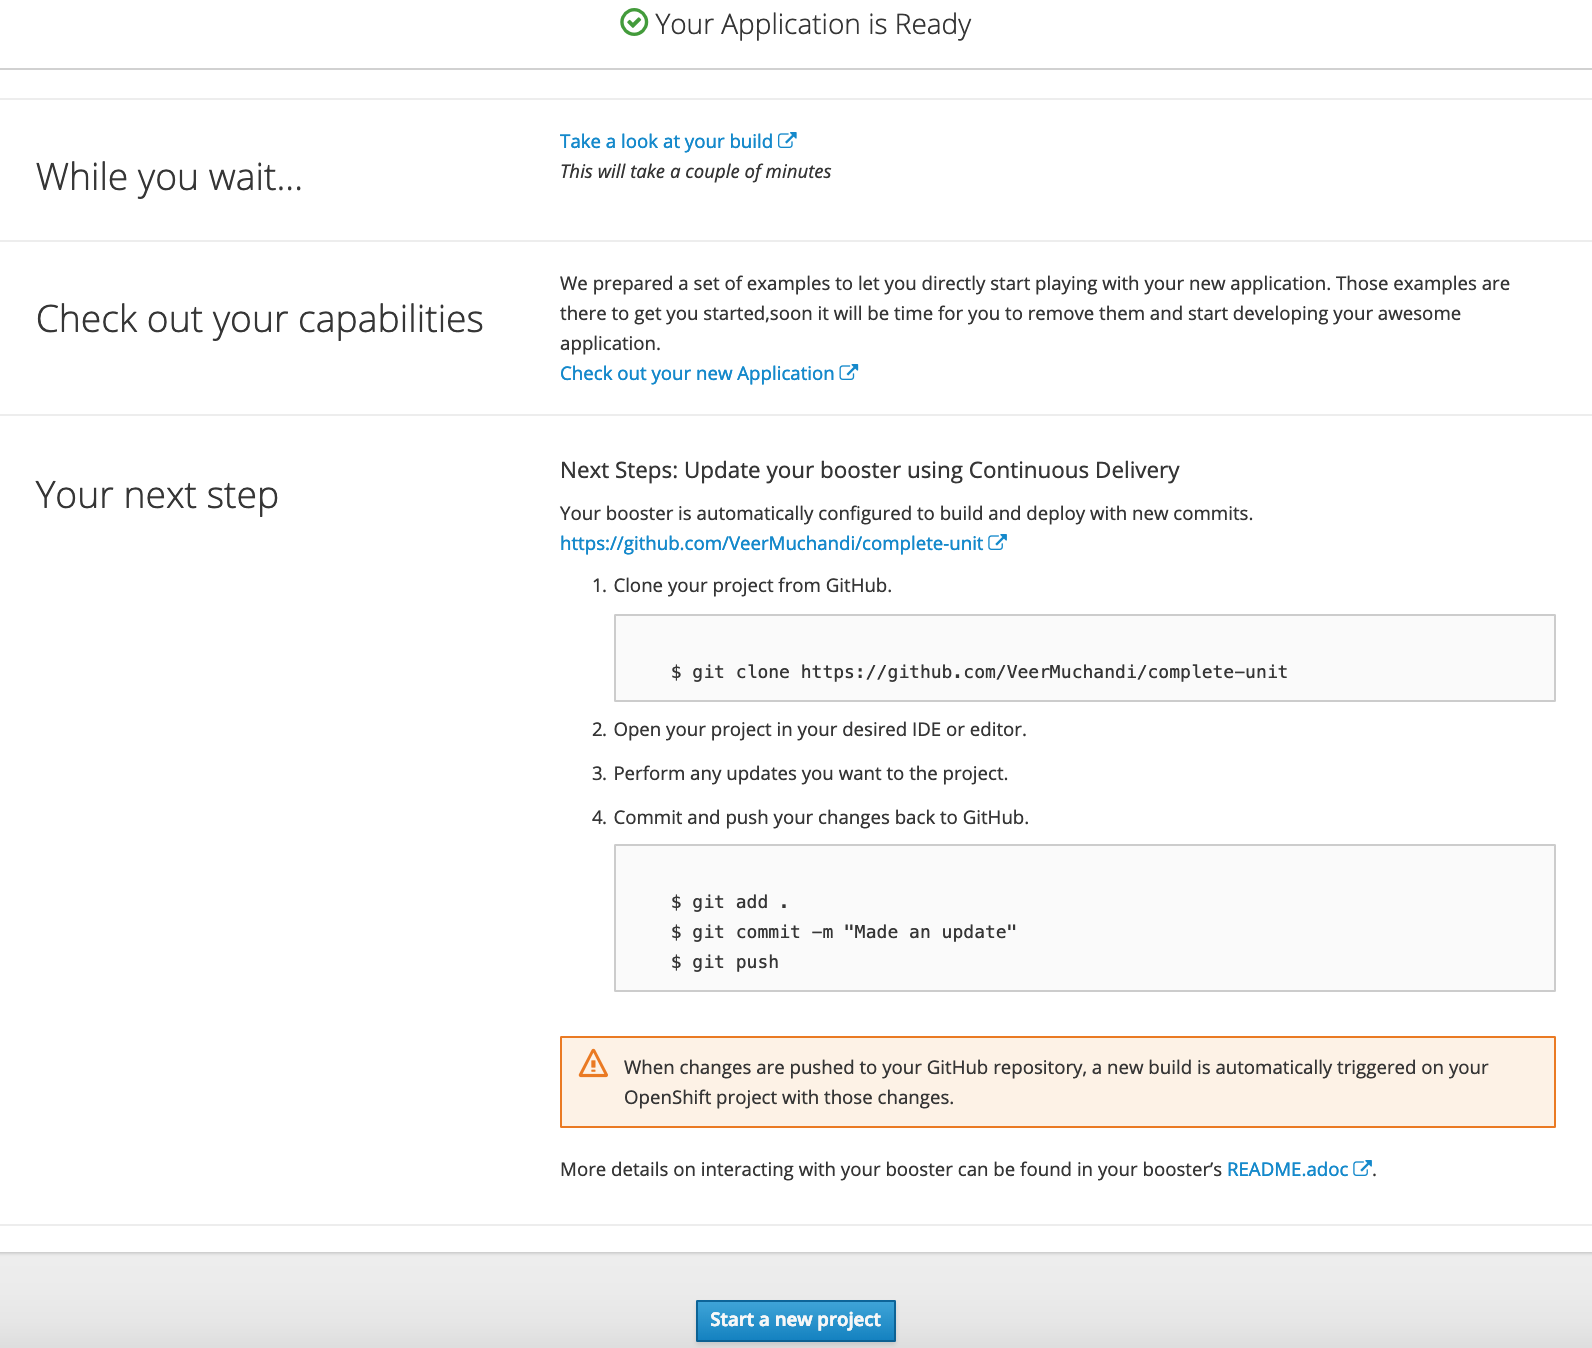 Your Application is Ready
While you wait...
Take a look at your build
This will take a couple of minutes
Check out your capabilities
We prepared a set of examples to let you directly start playing with your new application. Those examples are
there to get you started,soon it will be time for you to remove them and start developing your awesome
application.
Check out your new Application
Your next step
Next Steps: Update your booster using Continuous Delivery
Your booster is automatically configured to build and deploy with new commits.
https://github.com/VeerMuchandi/complete-unit
1. Clone your project from GitHub.
$ git clone https://github.com/VeerMuchandi/complete-unit
2. Open your project in your desired IDE or editor.
3. Perform any updates you want to the project.
4. Commit and push your changes back to GitHub.
$ git add .
$ git commit -m "Made an update"
$ git push
When changes are pushed to your GitHub repository, a new build is automatically triggered on your
OpenShift project with those changes.
More details on interacting with your booster can be found in your booster’s README.adoc.
Start a new project